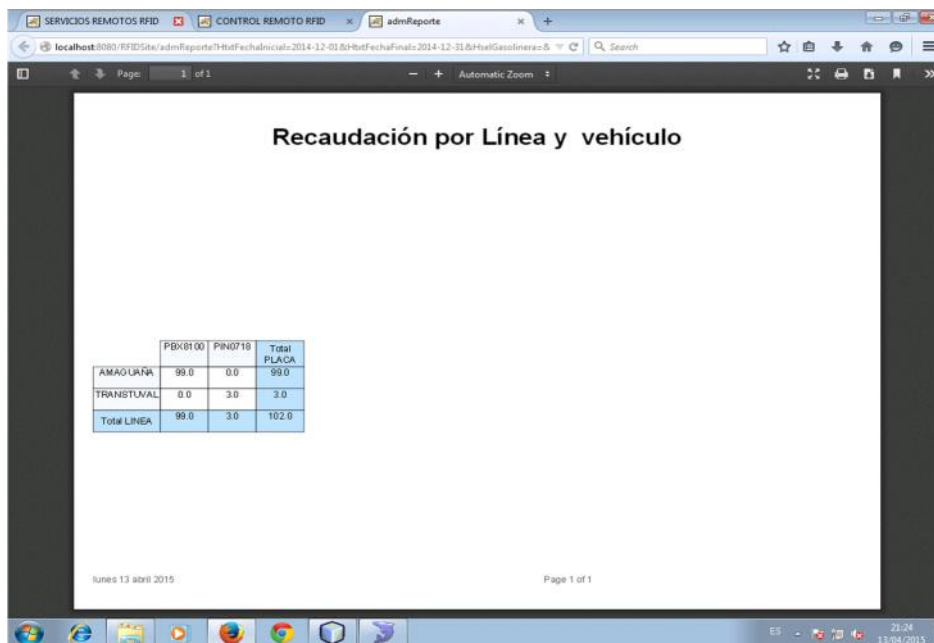 SERVICIOS REMOTOS RFID
CONTROL REMOTO RFID
admReporte
localhost:8080/RFIDSite/admReporte?HtxtFechaInicial=2014-12-01&HtxtFechaFinal=2014-12-31&HselGasolinera=&
Search
Page: 1 of 1
Automatic Zoom
Recaudación por Línea y vehículo
PBX8100 PIN0718 Total PLACA
AMAGUAÑA 99.0 0.0 99.0
TRANSTUVAL 0.0 3.0 3.0
Total LINEA 99.0 3.0 102.0
lunes 13 abril 2015
Page 1 of 1
ES
21:24
13/04/2015